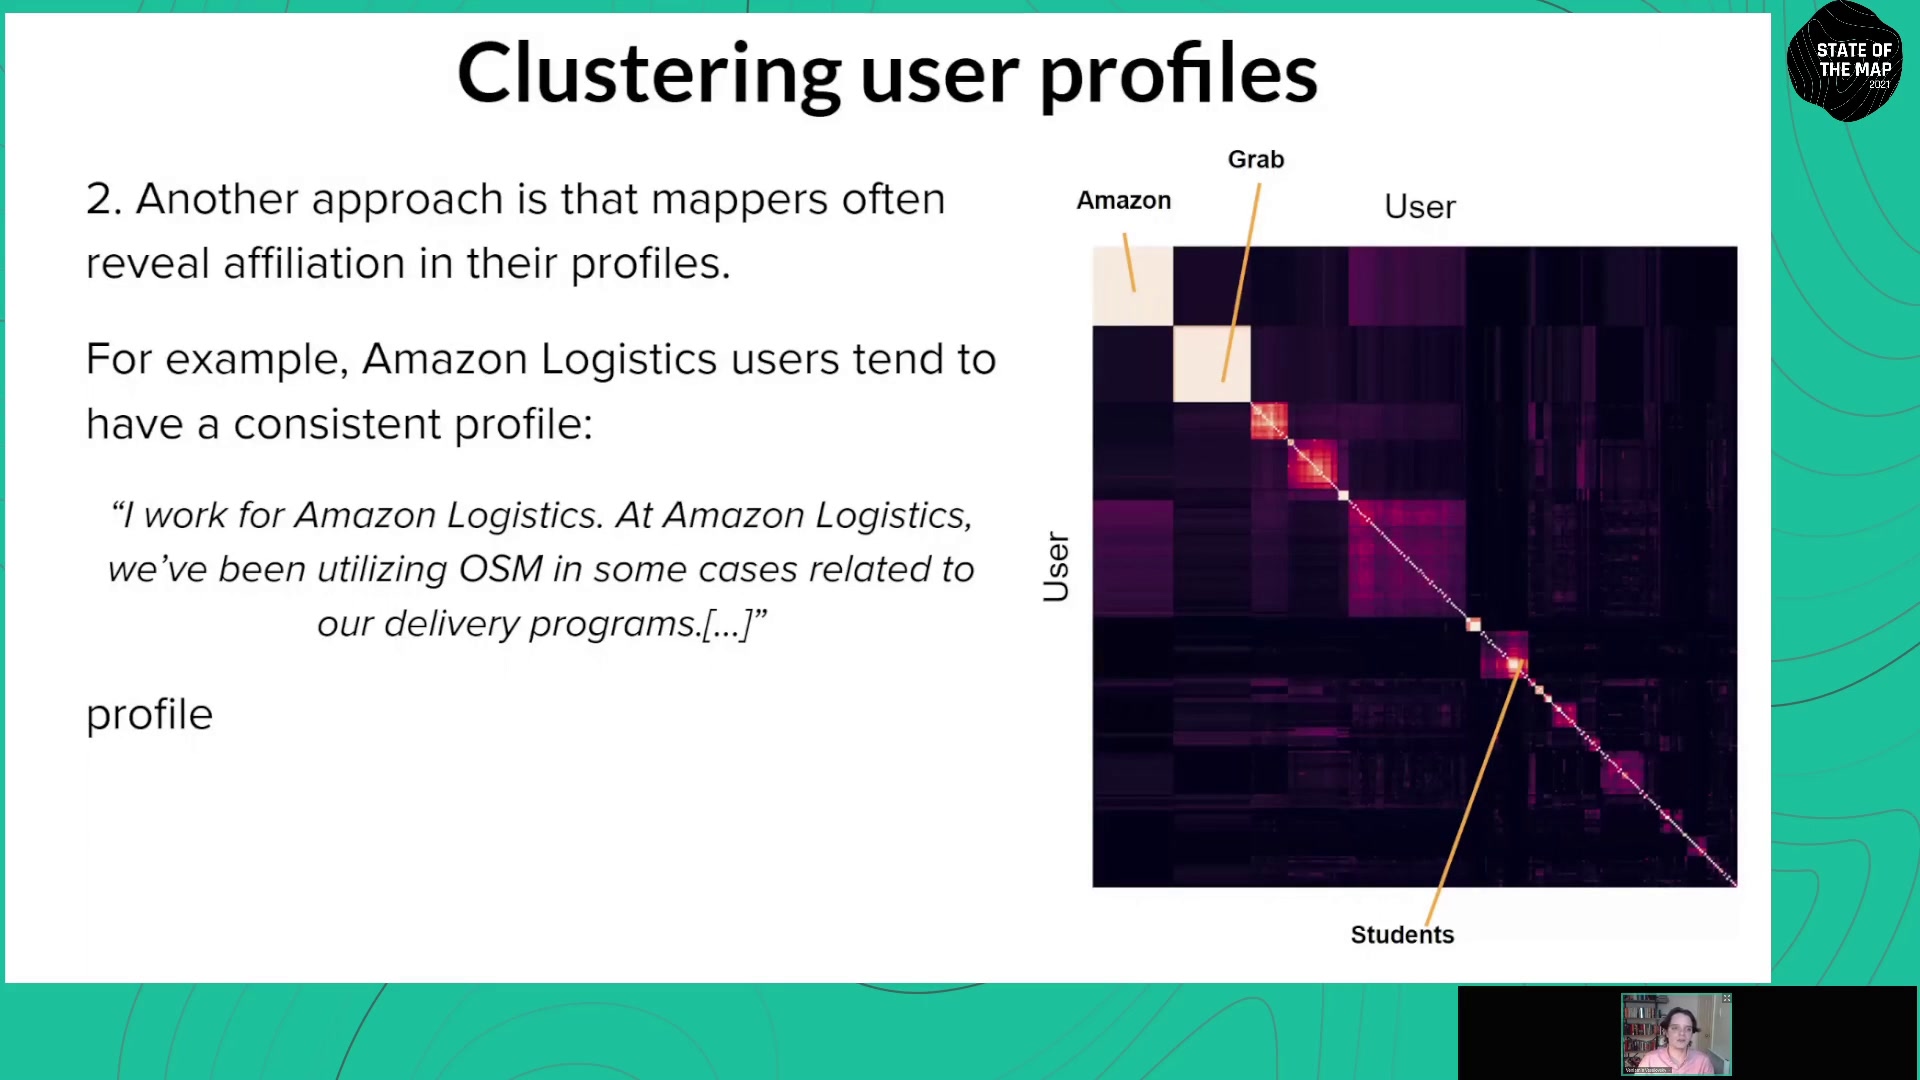 Clustering user profiles
STATE OF
THE MAP
2021
2. Another approach is that mappers often
reveal affiliation in their profiles.
For example, Amazon Logistics users tend to
have a consistent profile:
“I work for Amazon Logistics. At Amazon Logistics,
we’ve been utilizing OSM in some cases related to
our delivery programs.[...]”
profile
Grab
Amazon
User
User
Students